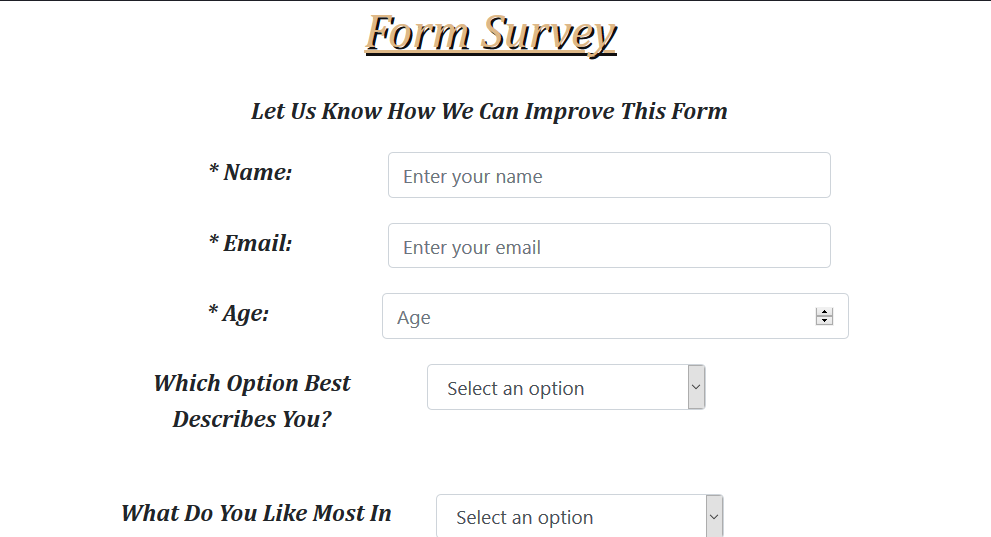 Form Survey
Let Us Know How We Can Improve This Form
* Name:
Enter your name
* Email:
Enter your email
* Age:
Age
Which Option Best
Describes You?
Select an option
What Do You Like Most In
Select an option